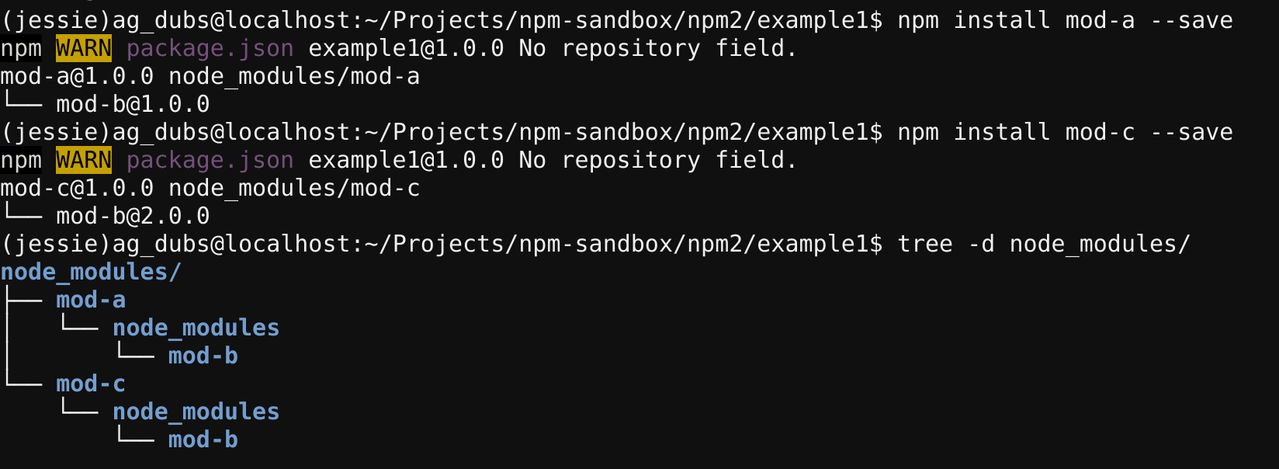 (jessie)ag_dubs@localhost:~/Projects/npm-sandbox/npm2/example1$ npm install mod-a --save
npm WARN package.json example1@1.0.0 No repository field.
mod-a@1.0.0 node_modules/mod-a
└── mod-b@1.0.0
(jessie)ag_dubs@localhost:~/Projects/npm-sandbox/npm2/example1$ npm install mod-c --save
npm WARN package.json example1@1.0.0 No repository field.
mod-c@1.0.0 node_modules/mod-c
└── mod-b@2.0.0
(jessie)ag_dubs@localhost:~/Projects/npm-sandbox/npm2/example1$ tree -d node_modules/
node_modules/
├── mod-a
│   └── node_modules
│       └── mod-b
└── mod-c
    └── node_modules
        └── mod-b